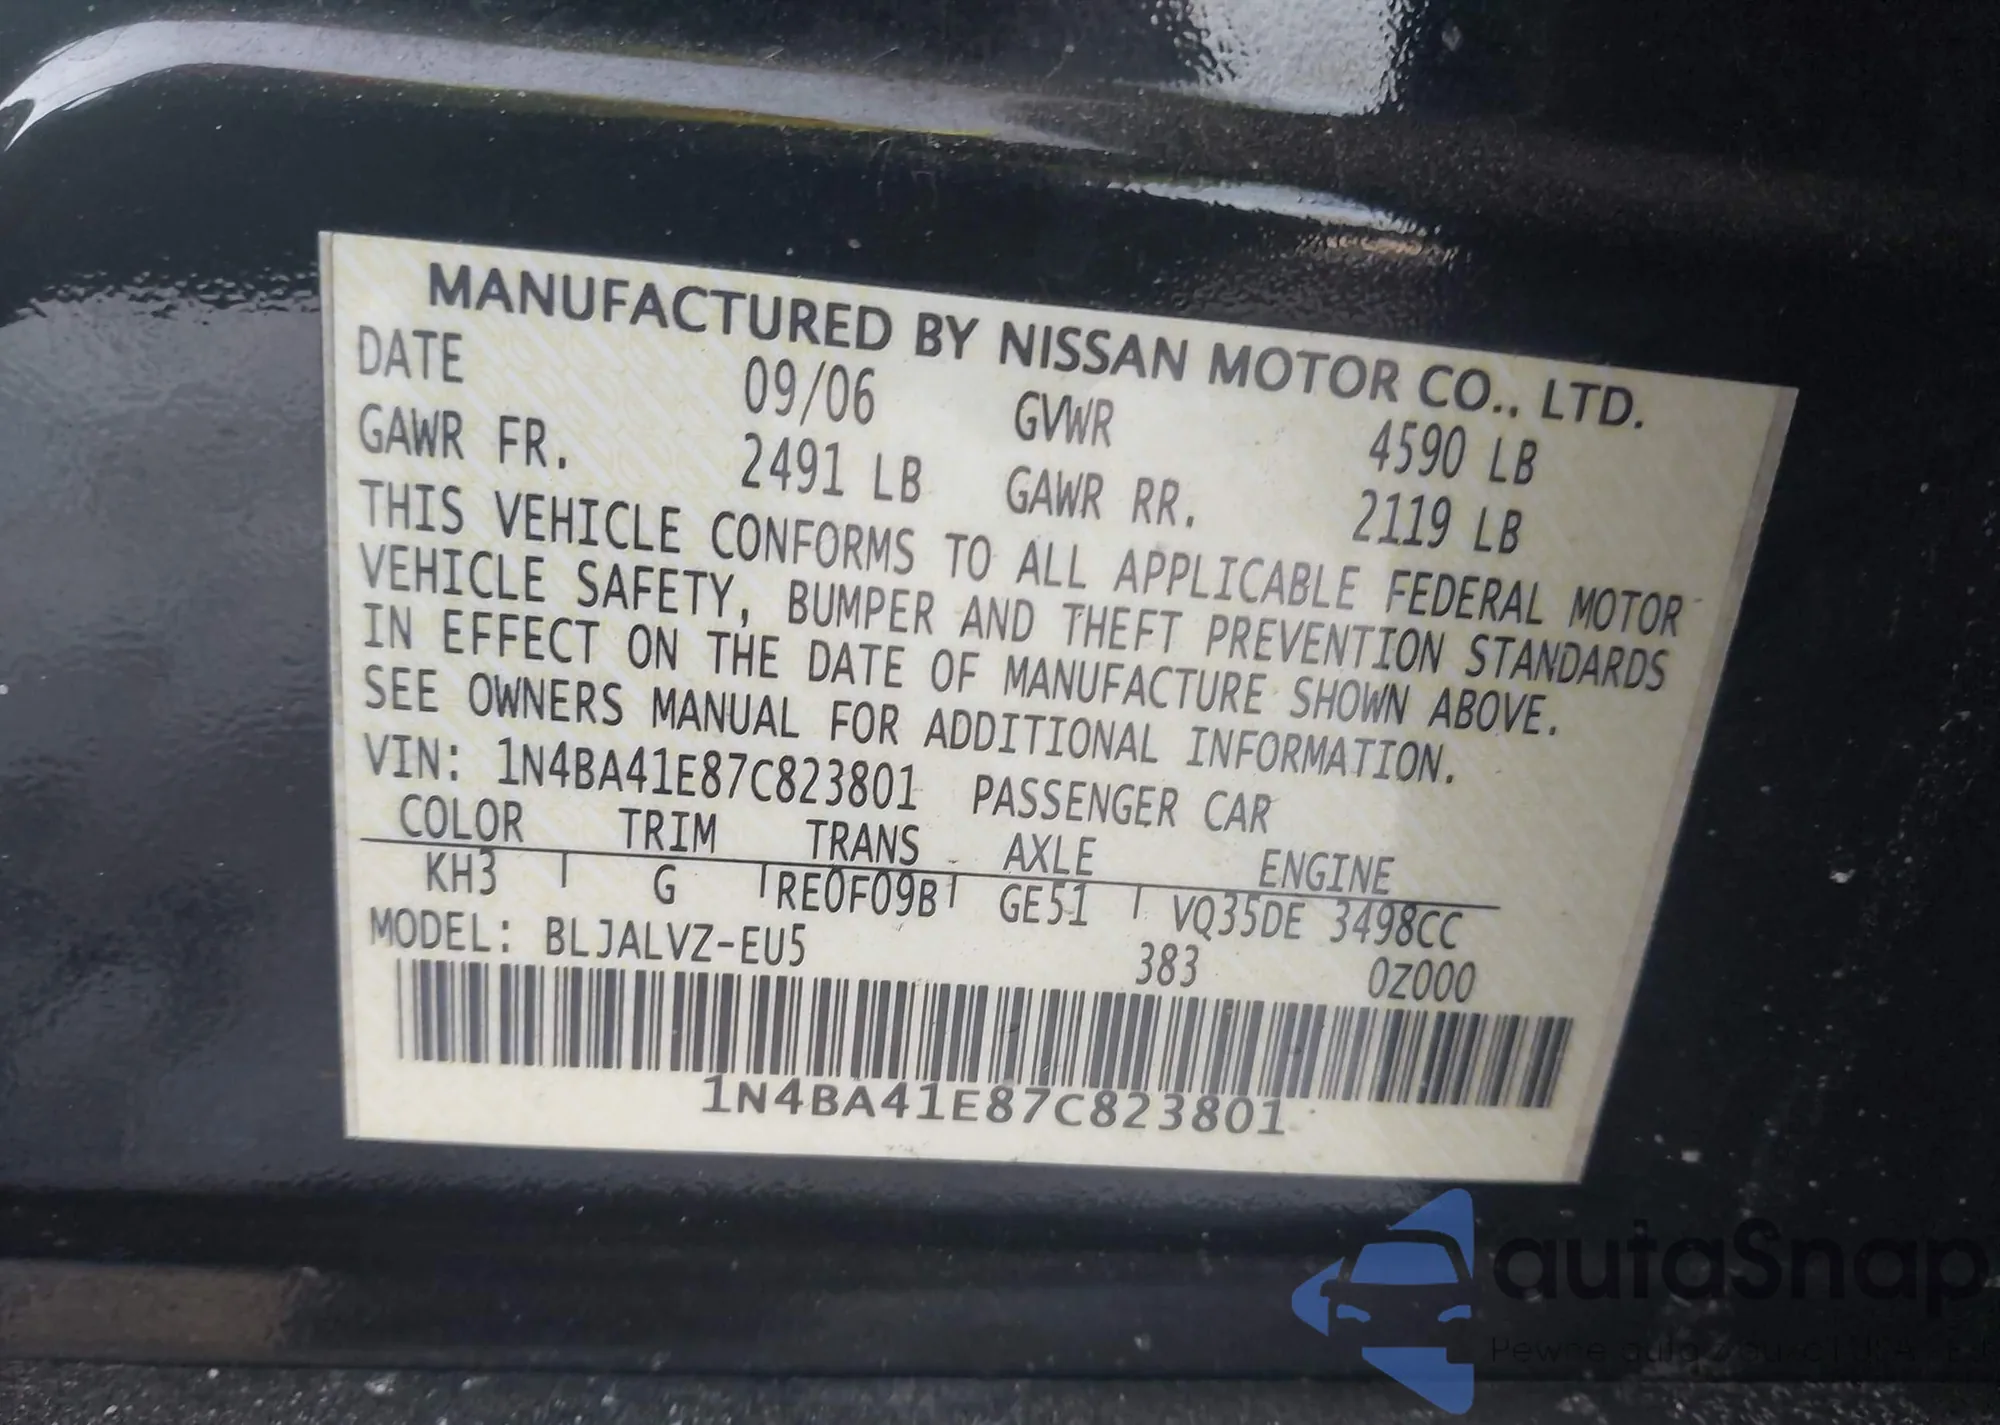 MANUFACTURED BY NISSAN MOTOR CO., LTD.
DATE 09/06 GVWR 4590 LB
GAWR FR. 2491 LB GAWR RR. 2119 LB
THIS VEHICLE CONFORMS TO ALL APPLICABLE FEDERAL MOTOR
VEHICLE SAFETY, BUMPER AND THEFT PREVENTION STANDARDS
IN EFFECT ON THE DATE OF MANUFACTURE SHOWN ABOVE.
SEE OWNERS MANUAL FOR ADDITIONAL INFORMATION.
VIN: 1N4BA41E87C823801 PASSENGER CAR
COLOR TRIM TRANS AXLE ENGINE
KH3 G RE0F09B GE51 VQ35DE 3498CC
MODEL: BLJALVZ-EU5 383 0Z000
1N4BA41E87C823801
autaSnap
Pewne auta z